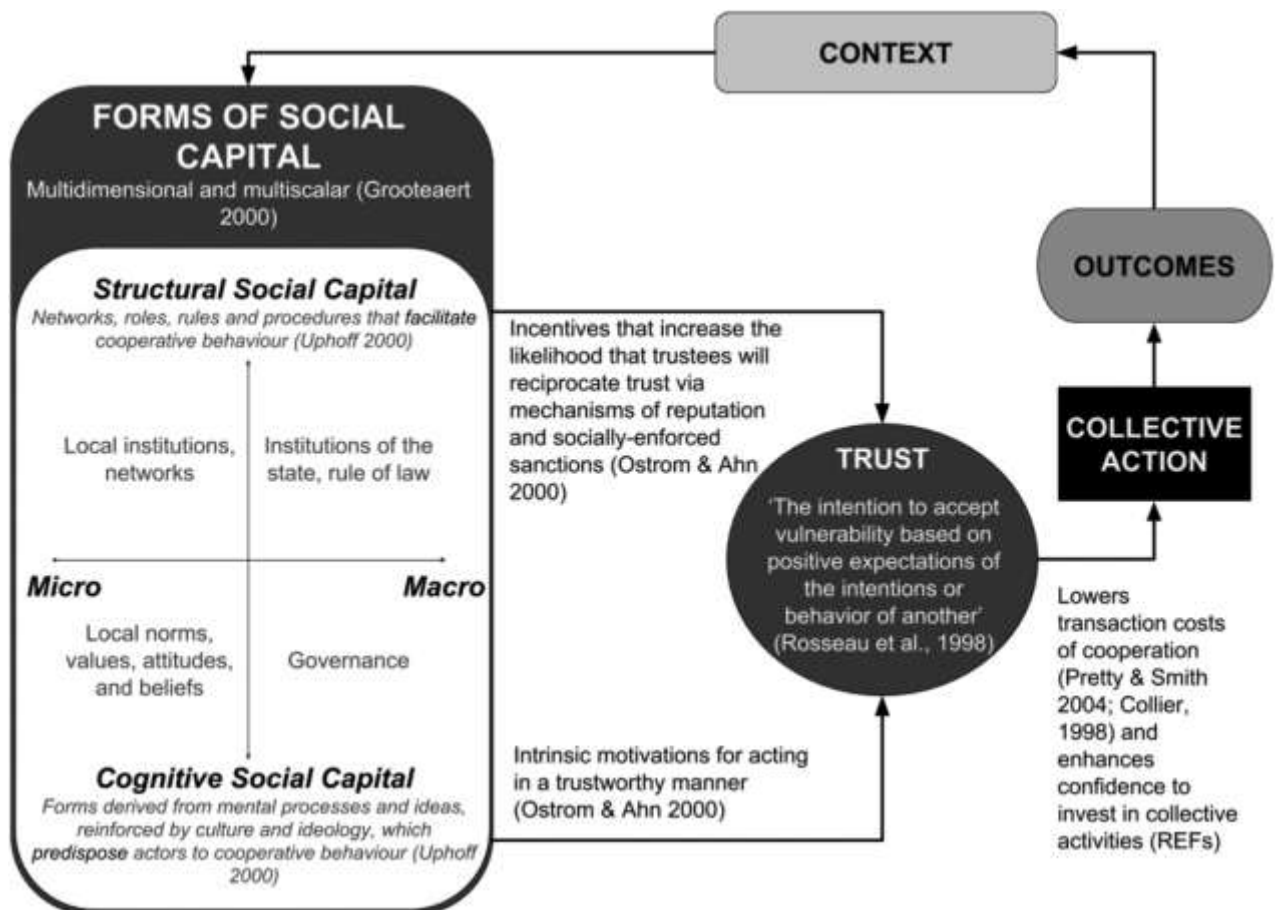 CONTEXT
FORMS OF SOCIAL
CAPITAL
Multidimensional and multiscalar (Grooteaert
2000)
Structural Social Capital
Networks, roles, rules and procedures that facilitate
cooperative behaviour (Uphoff 2000)
Local institutions,
networks
Institutions of the
state, rule of law
Micro
Macro
Local norms,
values, attitudes,
and beliefs
Governance
Cognitive Social Capital
Forms derived from mental processes and ideas,
reinforced by culture and ideology, which
predispose actors to cooperative behaviour (Uphoff
2000)
Incentives that increase the
likelihood that trustees will
reciprocate trust via
mechanisms of reputation
and socially-enforced
sanctions (Ostrom & Ahn
2000)
Intrinsic motivations for acting
in a trustworthy manner
(Ostrom & Ahn 2000)
TRUST
'The intention to accept
vulnerability based on
positive expectations of
the intentions or
behavior of another'
(Rosseau et al., 1998)
OUTCOMES
COLLECTIVE
ACTION
Lowers
transaction costs
of cooperation
(Pretty & Smith
2004; Collier,
1998) and
enhances
confidence to
invest in collective
activities (REFs)